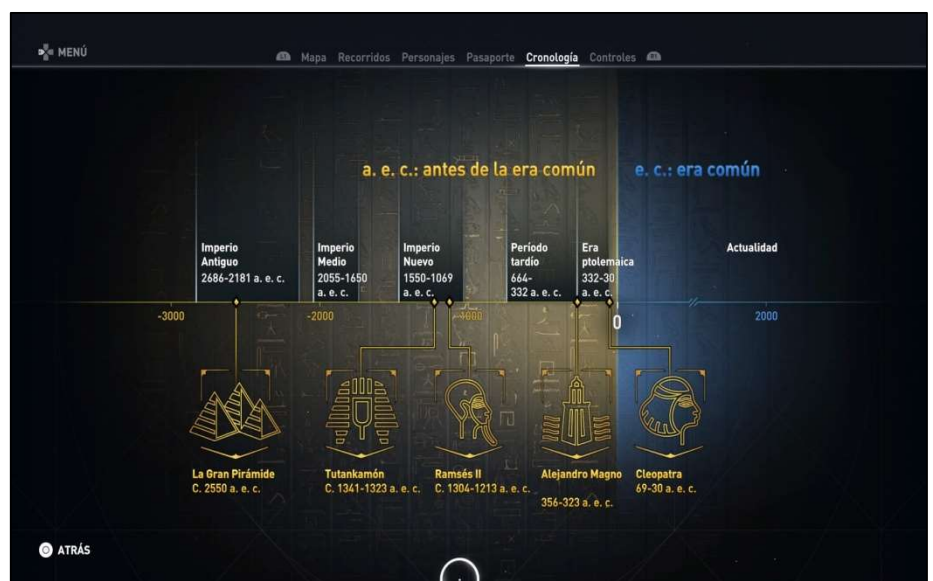 MENÚ
L1 Mapa Recorridos Personajes Pasaporte Cronología Controles R1
a. e. c.: antes de la era común
e. c.: era común
Imperio
Antiguo
2686-2181 a. e. c.
Imperio
Medio
2055-1650
a. e. c.
Imperio
Nuevo
1550-1069
a. e. c.
Período
tardío
664-
332 a. e. c.
Era
ptolemaica
332-30
a. e. c.
Actualidad
-3000
-2000
-1000
0
2000
La Gran Pirámide
C. 2550 a. e. c.
Tutankamón
C. 1341-1323 a. e. c.
Ramsés II
C. 1304-1213 a. e. c.
Alejandro Magno
356-323 a. e. c.
Cleopatra
69-30 a. e. c.
ATRÁS